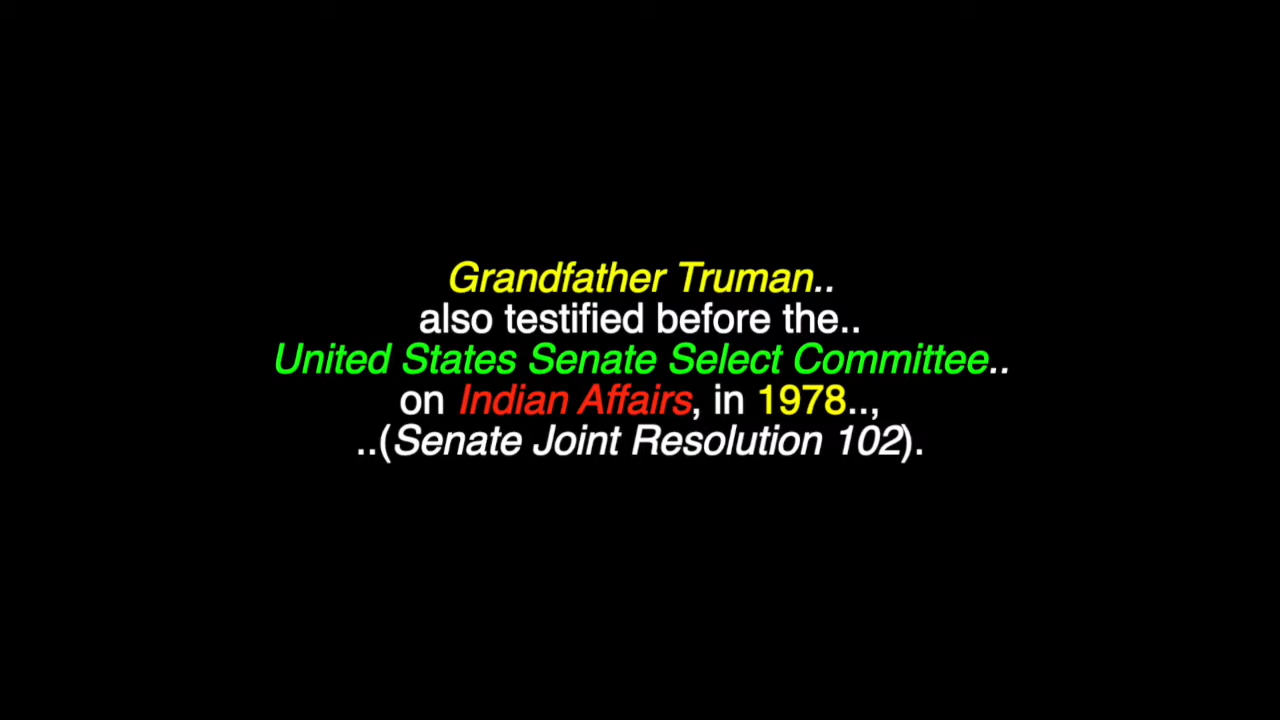 Grandfather Truman..
also testified before the..
United States Senate Select Committee..
on Indian Affairs, in 1978..,
..(Senate Joint Resolution 102).